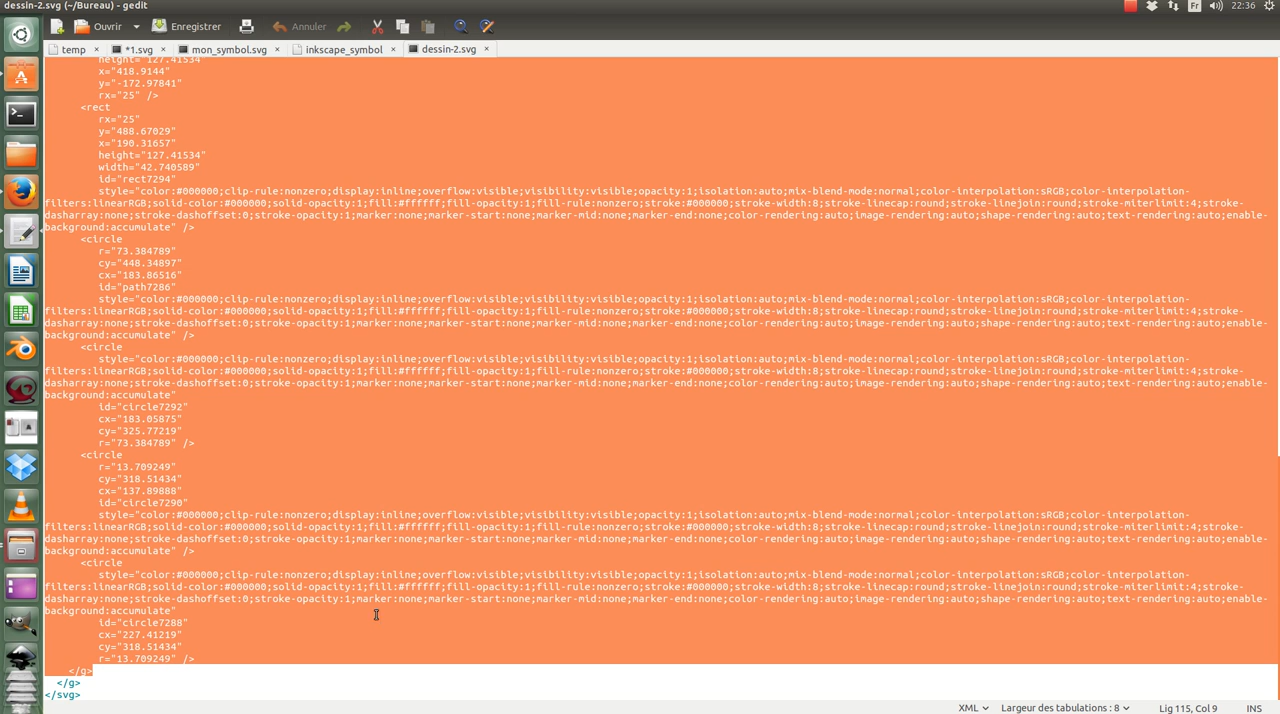 dessin-2.svg (~/Bureau) - gedit
Fr
22:36
Ouvrir
Enregistrer
Annuler
temp ×
*1.svg ×
mon_symbol.svg ×
inkscape_symbol ×
dessin-2.svg ×
height="127.41534"
x="418.9144"
y="-172.97841"
rx="25" />
<rect
rx="25"
y="488.67029"
x="190.31657"
height="127.41534"
width="42.740589"
id="rect7294"
style="color:#000000;clip-rule:nonzero;display:inline;overflow:visible;visibility:visible;opacity:1;isolation:auto;mix-blend-mode:normal;color-interpolation:sRGB;color-interpolation-
filters:linearRGB;solid-color:#000000;solid-opacity:1;fill:#ffffff;fill-opacity:1;fill-rule:nonzero;stroke:#000000;stroke-width:8;stroke-linecap:round;stroke-linejoin:round;stroke-miterlimit:4;stroke-
dasharray:none;stroke-dashoffset:0;stroke-opacity:1;marker:none;marker-start:none;marker-mid:none;marker-end:none;color-rendering:auto;image-rendering:auto;shape-rendering:auto;text-rendering:auto;enable-
background:accumulate" />
<circle
r="73.384789"
cy="448.34897"
cx="183.86516"
id="path7286"
style="color:#000000;clip-rule:nonzero;display:inline;overflow:visible;visibility:visible;opacity:1;isolation:auto;mix-blend-mode:normal;color-interpolation:sRGB;color-interpolation-
filters:linearRGB;solid-color:#000000;solid-opacity:1;fill:#ffffff;fill-opacity:1;fill-rule:nonzero;stroke:#000000;stroke-width:8;stroke-linecap:round;stroke-linejoin:round;stroke-miterlimit:4;stroke-
dasharray:none;stroke-dashoffset:0;stroke-opacity:1;marker:none;marker-start:none;marker-mid:none;marker-end:none;color-rendering:auto;image-rendering:auto;shape-rendering:auto;text-rendering:auto;enable-
background:accumulate" />
<circle
style="color:#000000;clip-rule:nonzero;display:inline;overflow:visible;visibility:visible;opacity:1;isolation:auto;mix-blend-mode:normal;color-interpolation:sRGB;color-interpolation-
filters:linearRGB;solid-color:#000000;solid-opacity:1;fill:#ffffff;fill-opacity:1;fill-rule:nonzero;stroke:#000000;stroke-width:8;stroke-linecap:round;stroke-linejoin:round;stroke-miterlimit:4;stroke-
dasharray:none;stroke-dashoffset:0;stroke-opacity:1;marker:none;marker-start:none;marker-mid:none;marker-end:none;color-rendering:auto;image-rendering:auto;shape-rendering:auto;text-rendering:auto;enable-
background:accumulate"
id="circle7292"
cx="183.05875"
cy="325.77219"
r="73.384789" />
<circle
r="13.709249"
cy="318.51434"
cx="137.89888"
id="circle7290"
style="color:#000000;clip-rule:nonzero;display:inline;overflow:visible;visibility:visible;opacity:1;isolation:auto;mix-blend-mode:normal;color-interpolation:sRGB;color-interpolation-
filters:linearRGB;solid-color:#000000;solid-opacity:1;fill:#ffffff;fill-opacity:1;fill-rule:nonzero;stroke:#000000;stroke-width:8;stroke-linecap:round;stroke-linejoin:round;stroke-miterlimit:4;stroke-
dasharray:none;stroke-dashoffset:0;stroke-opacity:1;marker:none;marker-start:none;marker-mid:none;marker-end:none;color-rendering:auto;image-rendering:auto;shape-rendering:auto;text-rendering:auto;enable-
background:accumulate" />
<circle
style="color:#000000;clip-rule:nonzero;display:inline;overflow:visible;visibility:visible;opacity:1;isolation:auto;mix-blend-mode:normal;color-interpolation:sRGB;color-interpolation-
filters:linearRGB;solid-color:#000000;solid-opacity:1;fill:#ffffff;fill-opacity:1;fill-rule:nonzero;stroke:#000000;stroke-width:8;stroke-linecap:round;stroke-linejoin:round;stroke-miterlimit:4;stroke-
dasharray:none;stroke-dashoffset:0;stroke-opacity:1;marker:none;marker-start:none;marker-mid:none;marker-end:none;color-rendering:auto;image-rendering:auto;shape-rendering:auto;text-rendering:auto;enable-
background:accumulate"
id="circle7288"
cx="227.41219"
cy="318.51434"
r="13.709249" />
</g>
</g>
</svg>
XML
Largeur des tabulations : 8
Lig 115, Col 9
INS